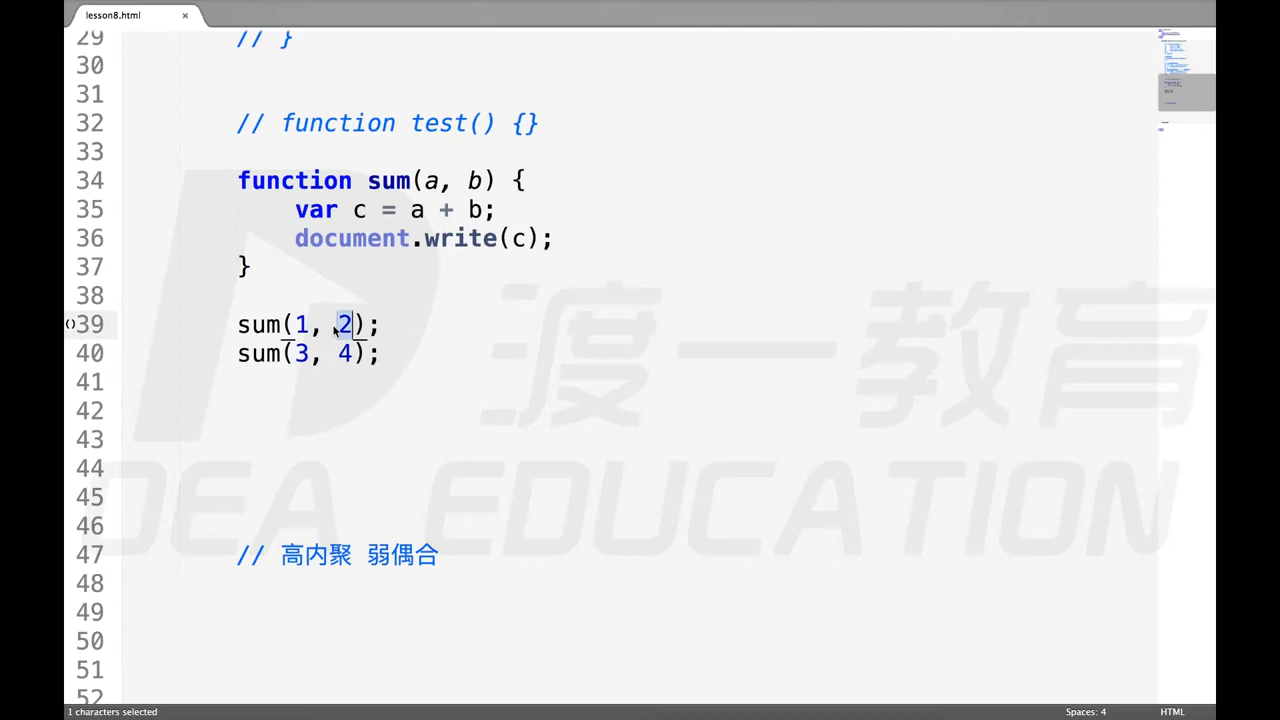 lesson8.html ×
29 // }
30
31
32 // function test() {}
33
34 function sum(a, b) {
35 var c = a + b;
36 document.write(c);
37 }
38
39 sum(1, 2);
40 sum(3, 4);
41
42
43
44
45
46
47 // 高内聚 弱偶合
48
49
50
51
52
渡一教育
DEA EDUCATION
1 characters selected
Spaces: 4
HTML